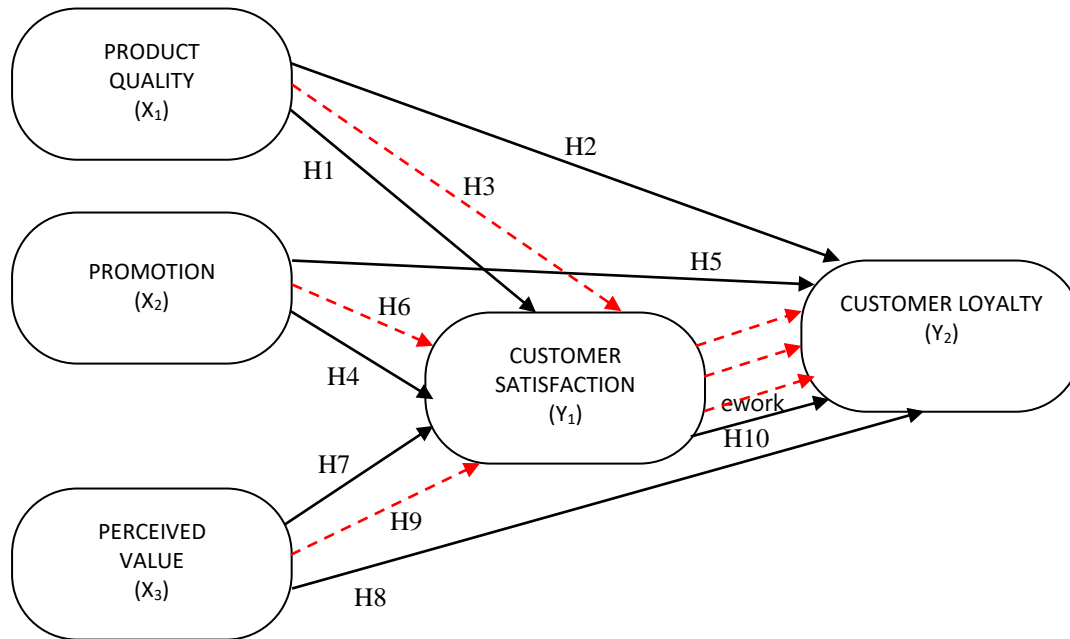 PRODUCT
QUALITY
(X₁)
H2
H1
H3
PROMOTION
(X₂)
H5
H6
H4
CUSTOMER LOYALTY
(Y₂)
CUSTOMER
SATISFACTION
(Y₁)
ework
H10
H7
H9
PERCEIVED
VALUE
(X₃)
H8